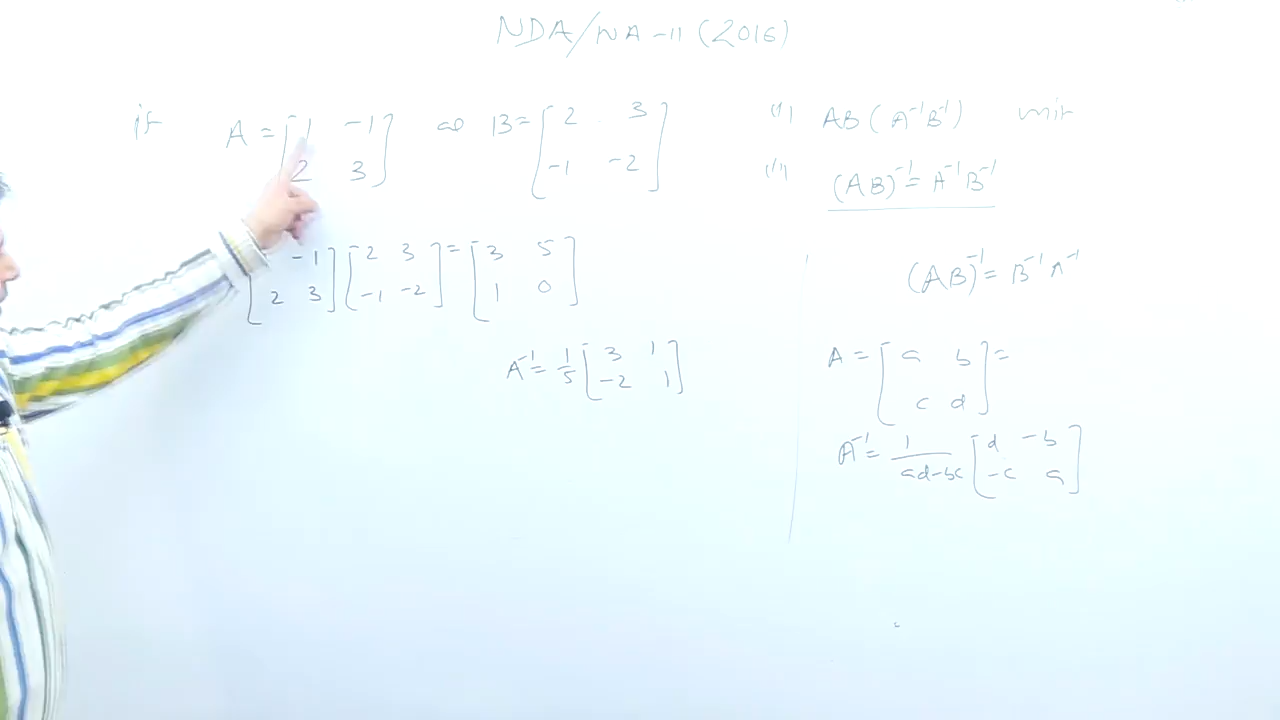 NDA/NA-II (2016)
if A = [1 -1 B = [2 3 (i) AB(A⁻¹B⁻¹) unit
2 3] -1 -2] (ii) (AB)⁻¹ = A⁻¹B⁻¹
-1 [2 3 = [3 5 (AB)⁻¹ = B⁻¹A⁻¹
[2 3] -1 -2] 1 0]
A⁻¹ = 1/5 [3 1 A = [a b =
-2 1] c d]
A⁻¹ = 1/ad-bc [d -b
-c a]